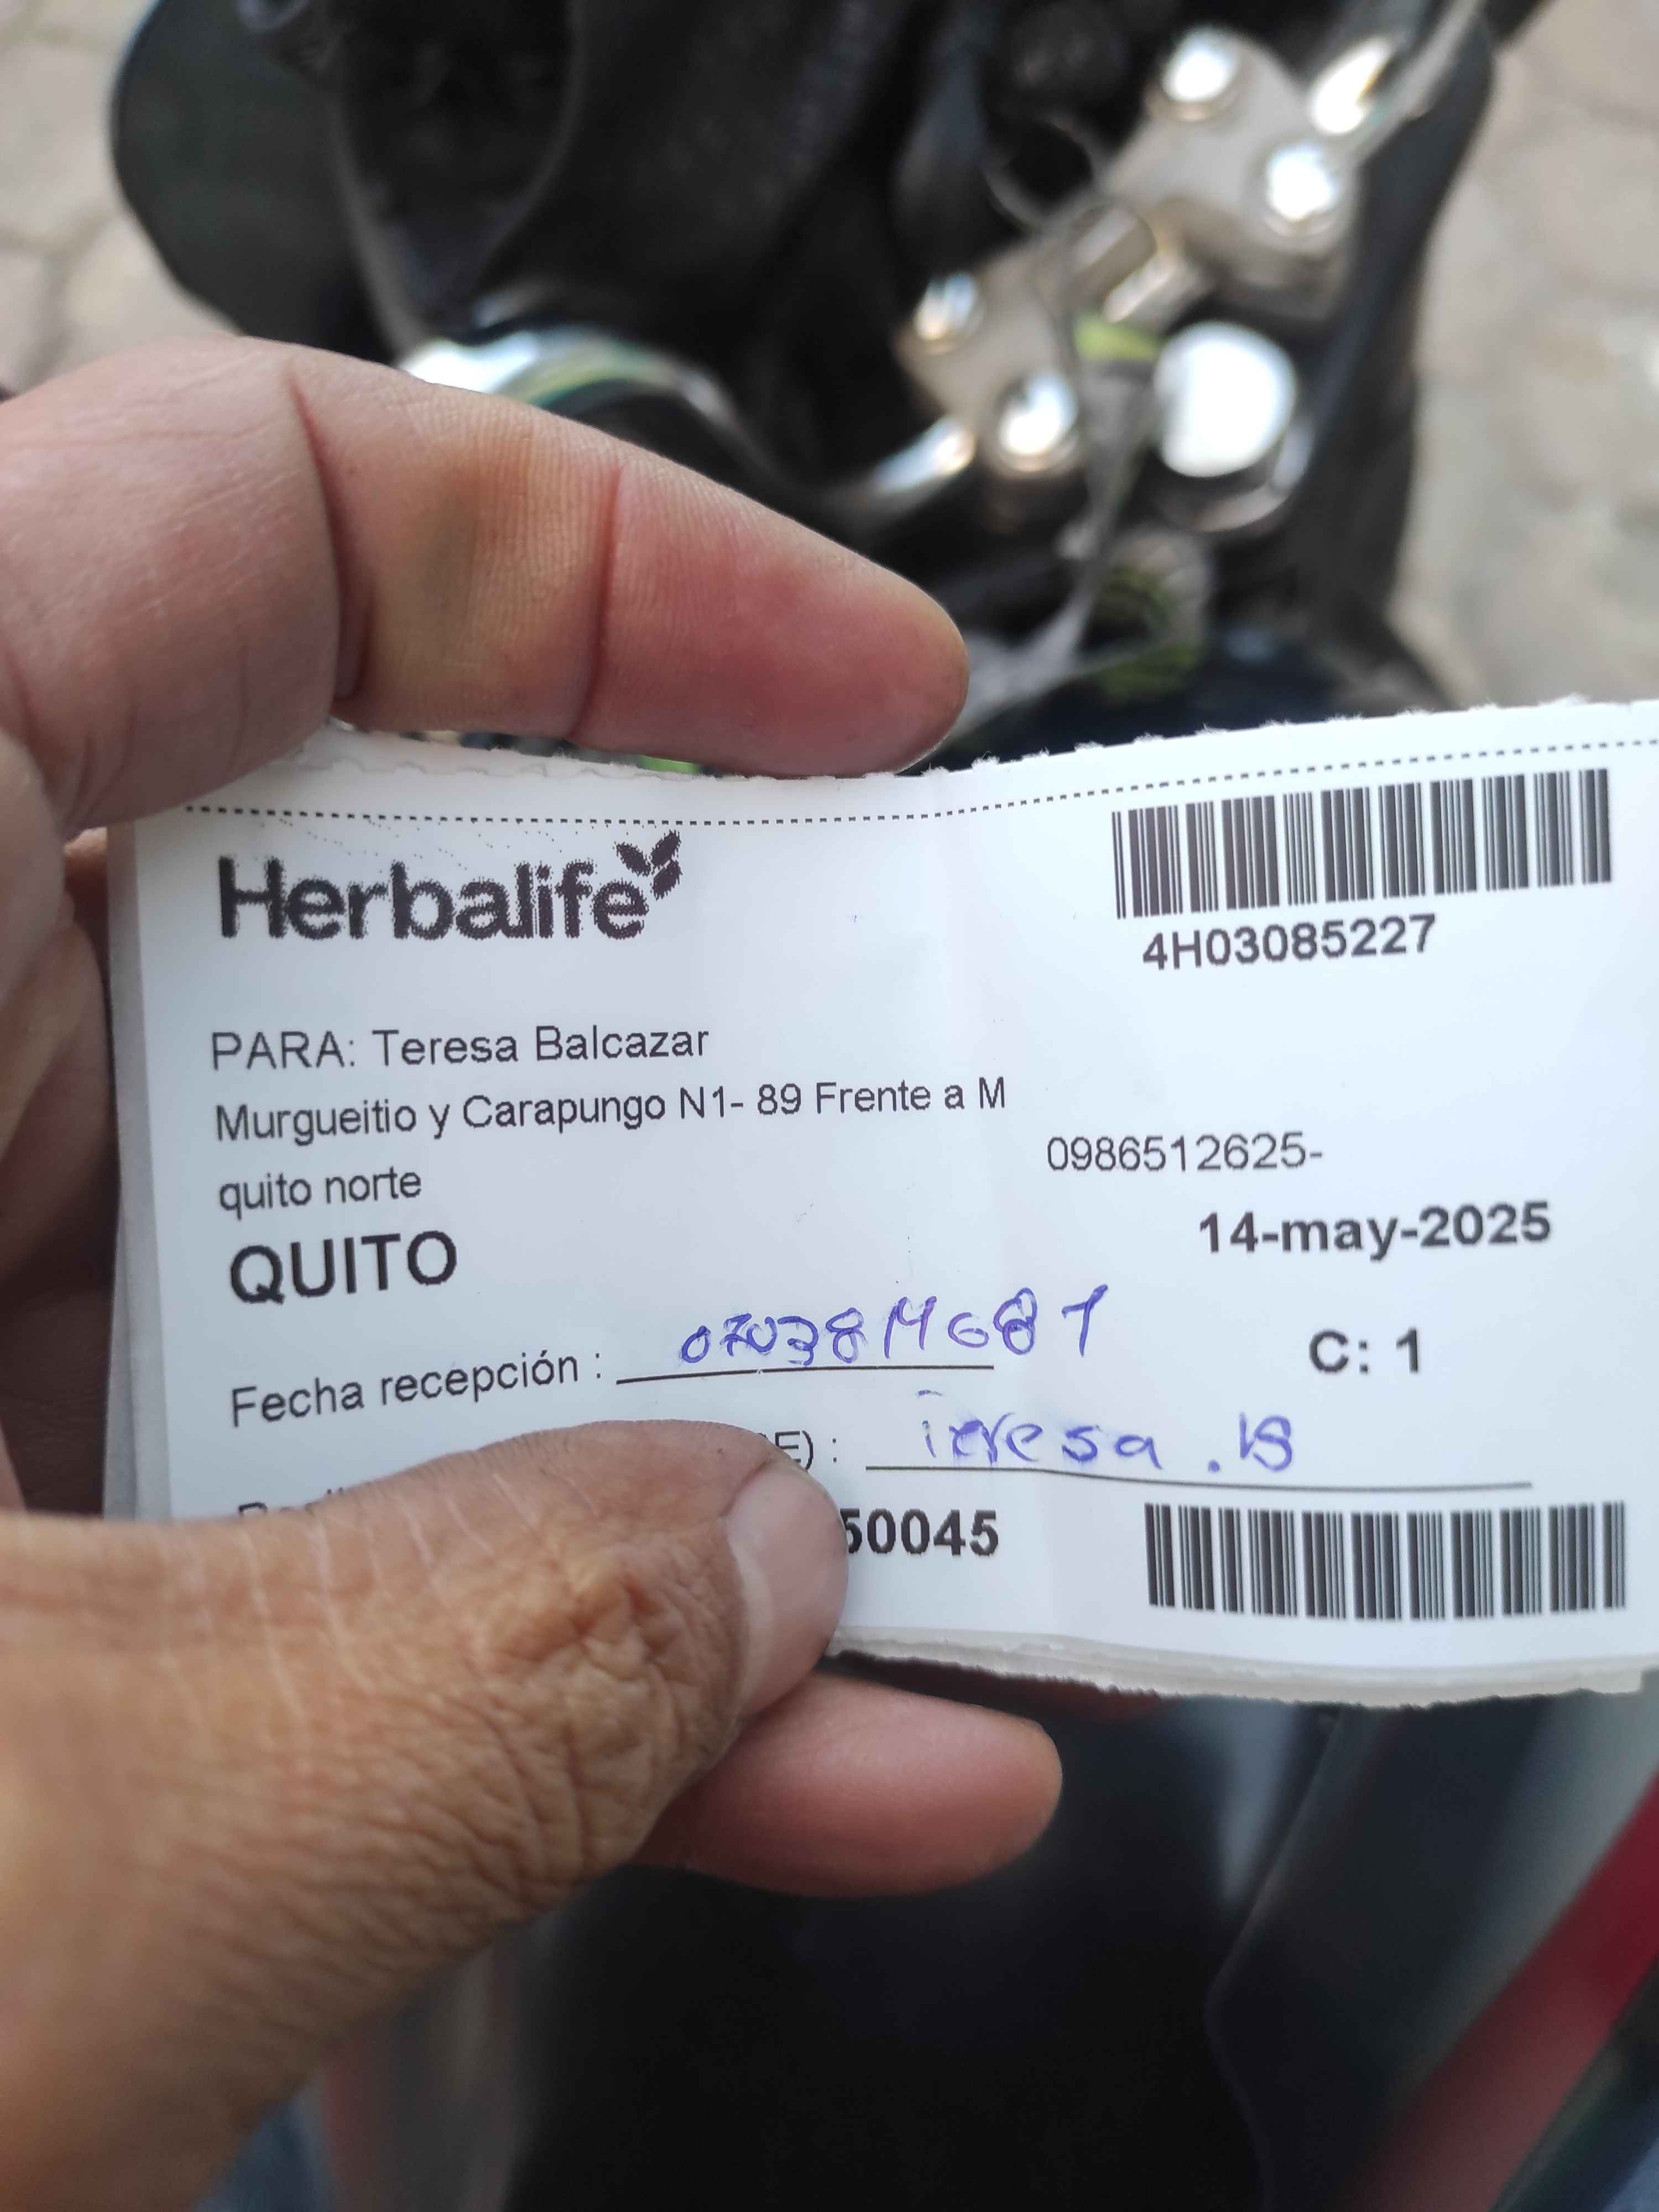 Herbalife
4H03085227
PARA: Teresa Balcazar
Murgueitio y Carapungo N1- 89 Frente a M
0986512625-
quito norte
14-may-2025
QUITO
Fecha recepción :
C: 1
E) : Teresa . B
50045